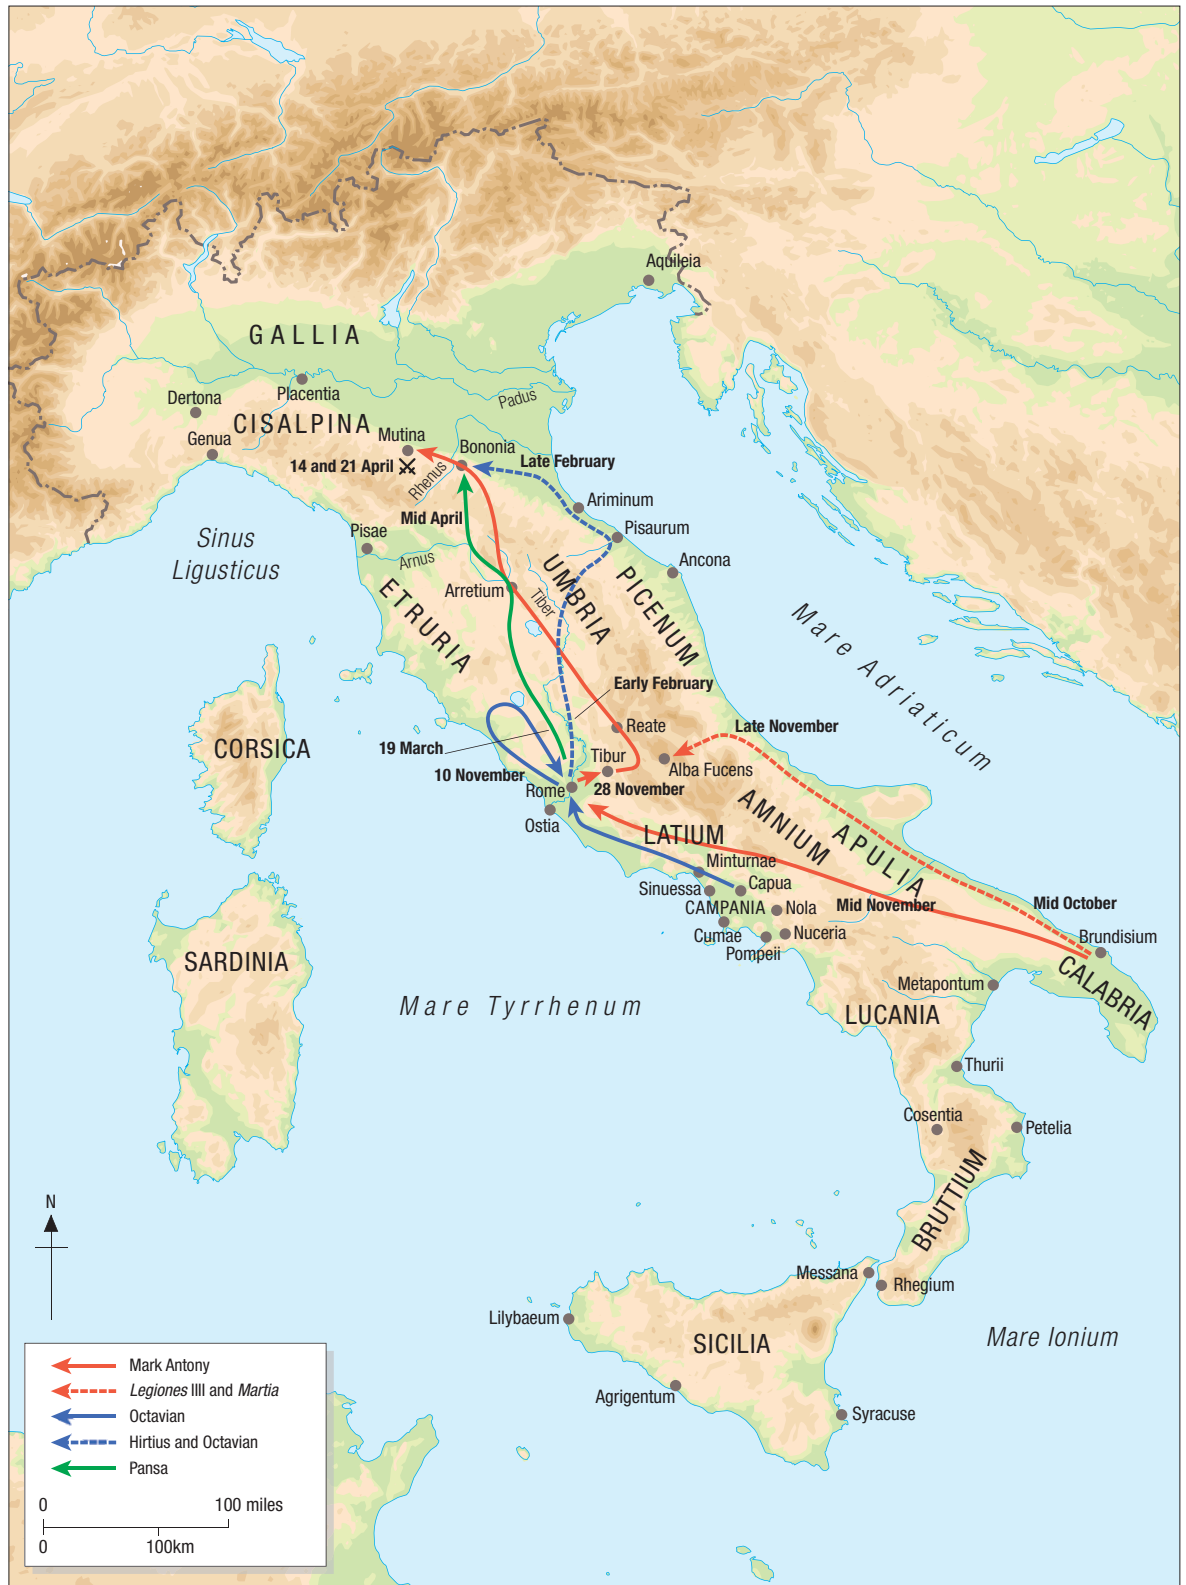 Aquileia
GALLIA
Placentia
Padus
Dertona
CISALPINA
Genua
Mutina
Bononia
14 and 21 April
Rhenus
Late February
Mid April
Ariminum
Pisaurum
Pisae
Arnus
Ancona
Sinus
Ligusticus
Arretium
Tiber
UMBRIA
PICENUM
ETRURIA
Mare Adriaticum
Early February
Reate
Late November
19 March
Tibur
Alba Fucens
CORSICA
10 November
Rome
28 November
Ostia
LATIUM
AMNIUM
APULIA
Minturnae
Sinuessa
Capua
CAMPANIA
Nola
Mid November
Mid October
Cumae
Nuceria
Pompeii
Brundisium
SARDINIA
Metapontum
CALABRIA
Mare Tyrrhenum
LUCANIA
Thurii
Cosentia
Petelia
BRUTTIUM
N
Messana
Rhegium
Lilybaeum
SICILIA
Mare Ionium
Agrigentum
Syracuse
Mark Antony
Legiones IIII and Martia
Octavian
Hirtius and Octavian
Pansa
0 100 miles
0 100km